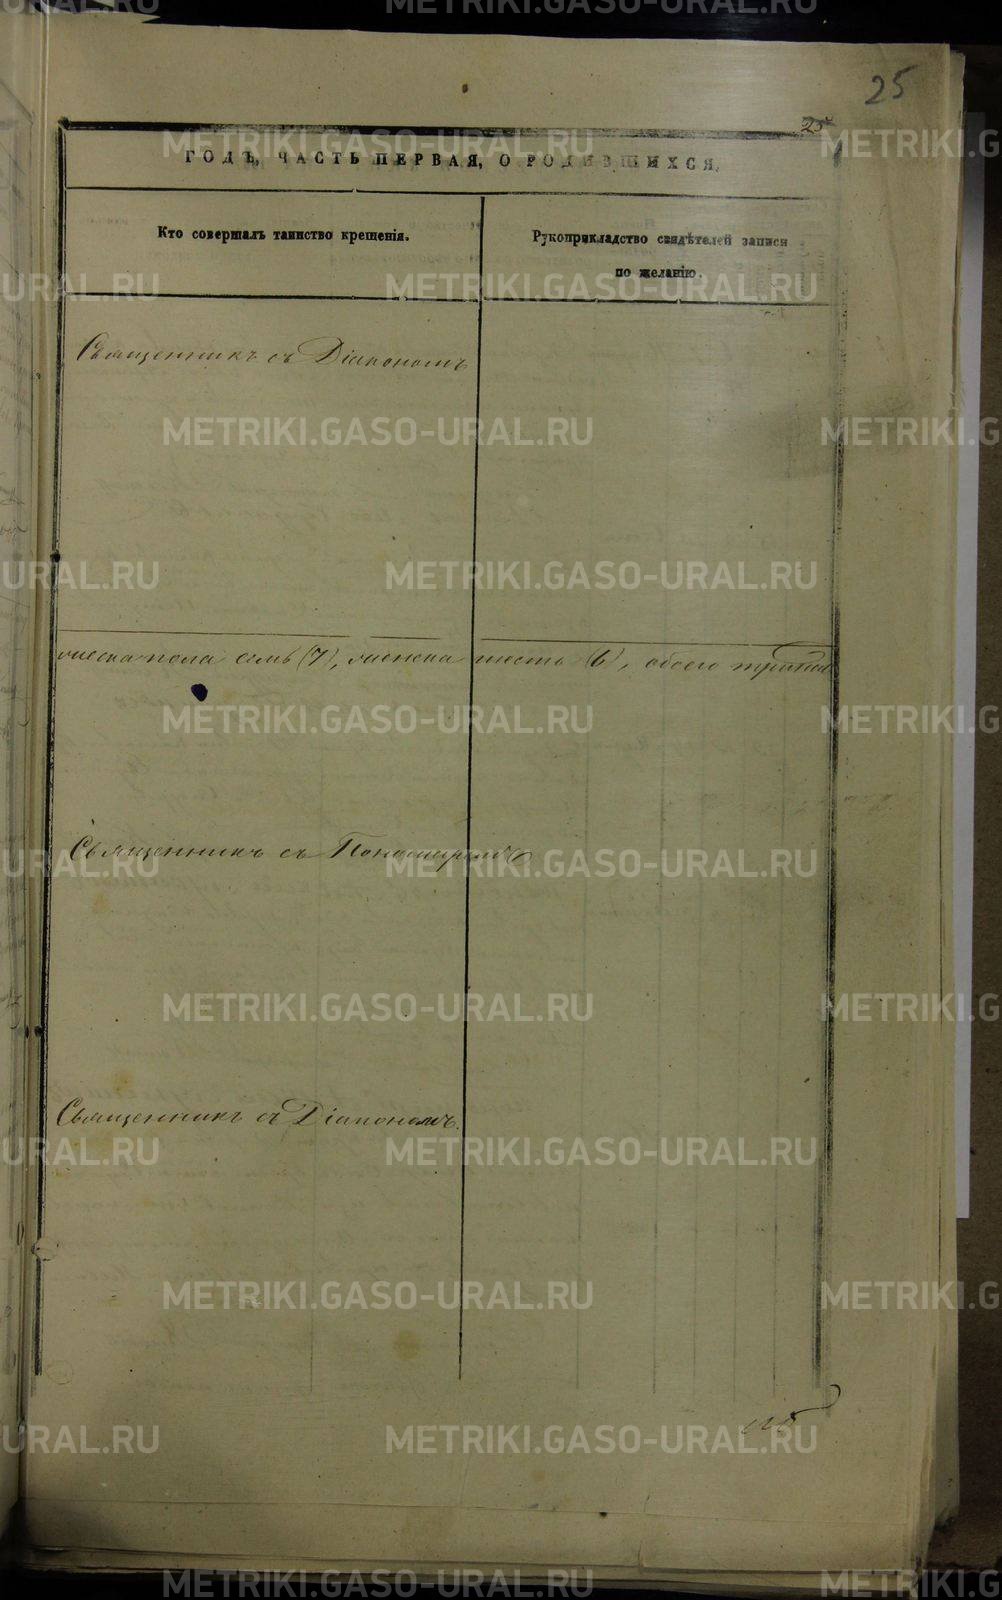 25
25
ГОДЪ, ЧАСТЬ ПЕРВАЯ, О РОДИВШИХСЯ.
Кто совершалъ таинство крещенія.
Рукоприкладство свидѣтелей записи
по желанію.
Священникъ съ Діакономъ
мужеска пола семь (7), женска шесть (6), обоего
Священникъ съ Пономаремъ
Священникъ съ Діакономъ.
METRIKI.GASO-URAL.RU